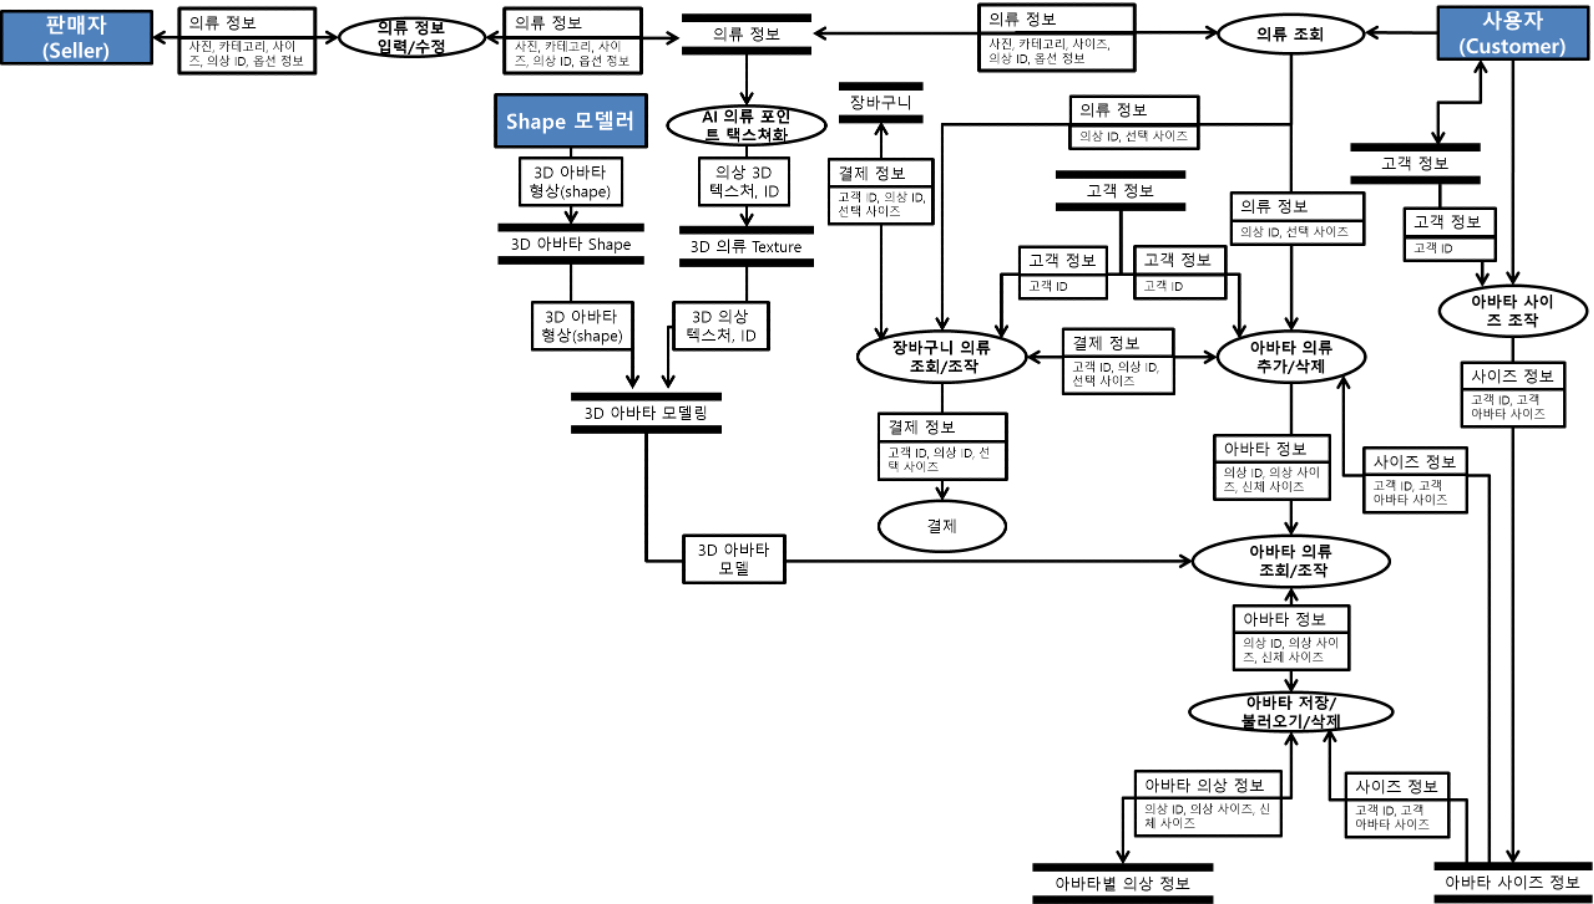 판매자
(Seller)
의류 정보
사진, 카테고리, 사이
즈, 의상 ID, 옵션 정보
의류 정보
입력/수정
의류 정보
사진, 카테고리, 사이
즈, 의상 ID, 옵션 정보
의류 정보
의류 정보
사진, 카테고리, 사이즈,
의상 ID, 옵션 정보
의류 조회
사용자
(Customer)
Shape 모델러
AI 의류 포인
트 택스쳐화
장바구니
의류 정보
의상 ID, 선택 사이즈
고객 정보
3D 아바타
형상(shape)
의상 3D
텍스처, ID
결제 정보
고객 ID, 의상 ID,
선택 사이즈
고객 정보
의류 정보
의상 ID, 선택 사이즈
고객 정보
고객 ID
3D 아바타 Shape
3D 의류 Texture
고객 정보
고객 ID
고객 정보
고객 ID
아바타 사이
즈 조작
3D 아바타
형상(shape)
3D 의상
텍스처, ID
장바구니 의류
조회/조작
결제 정보
고객 ID, 의상 ID,
선택 사이즈
아바타 의류
추가/삭제
사이즈 정보
고객 ID, 고객
아바타 사이즈
3D 아바타 모델링
결제 정보
고객 ID, 의상 ID, 선
택 사이즈
아바타 정보
의상 ID, 의상 사이
즈, 신체 사이즈
사이즈 정보
고객 ID, 고객
아바타 사이즈
결제
3D 아바타
모델
아바타 의류
조회/조작
아바타 정보
의상 ID, 의상 사이
즈, 신체 사이즈
아바타 저장/
불러오기/삭제
아바타 의상 정보
의상 ID, 의상 사이즈, 신
체 사이즈
사이즈 정보
고객 ID, 고객
아바타 사이즈
아바타별 의상 정보
아바타 사이즈 정보